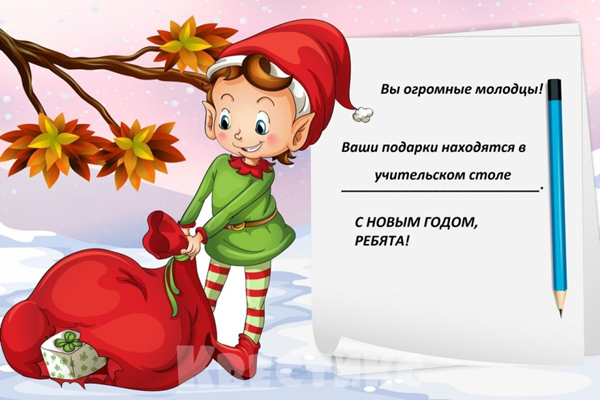 Вы огромные молодцы!
Ваши подарки находятся в
учительском столе
.
С НОВЫМ ГОДОМ,
РЕБЯТА!